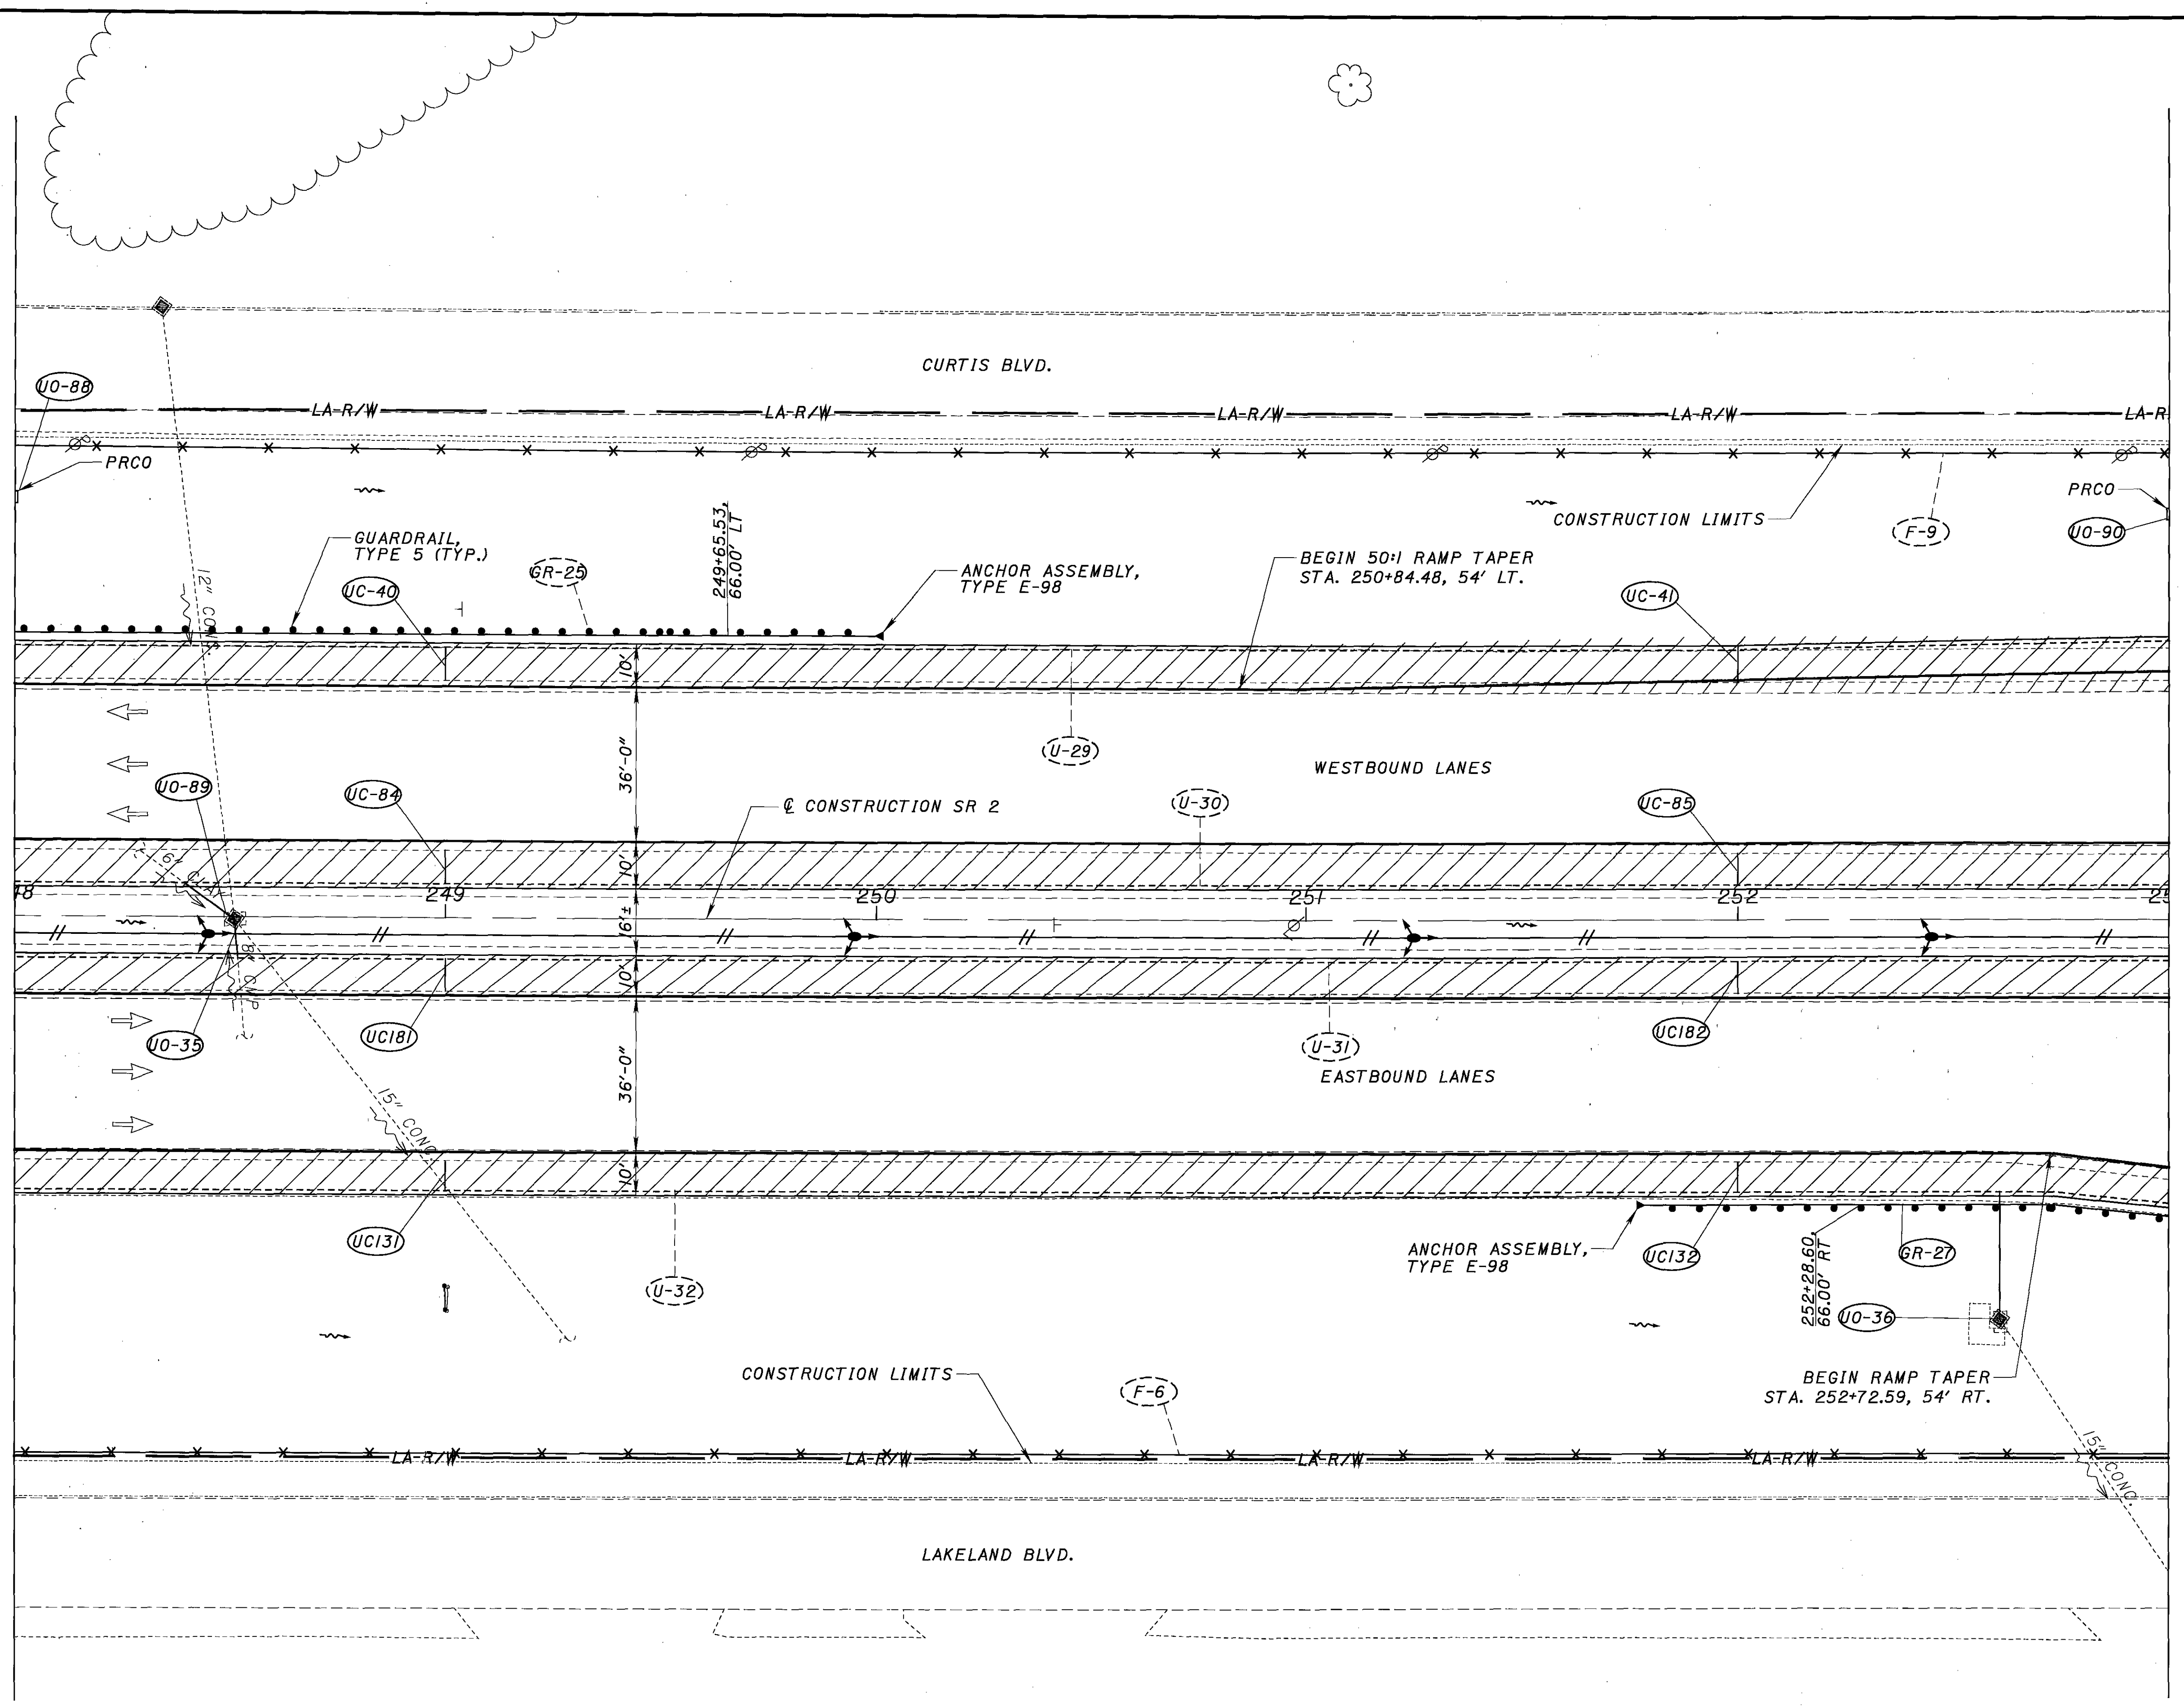 CURTIS BLVD.
UO-88
LA-R/W
LA-R/W
LA-R/W
LA-R/W
LA-R
PRCO
PRCO
CONSTRUCTION LIMITS
F-9
UO-90
GUARDRAIL,
TYPE 5 (TYP.)
249+65.53,
66.00' LT
GR-25
ANCHOR ASSEMBLY,
TYPE E-98
BEGIN 50:1 RAMP TAPER
STA. 250+84.48, 54' LT.
12" CONC.
UC-40
UC-41
10'
36'-0"
U-29
WESTBOUND LANES
UO-89
UC-84
℄ CONSTRUCTION SR 2
U-30
UC-85
10'
6"
249
250
251
252
16'±
8" CMP
10'
UO-35
UC181
U-31
UC182
36'-0"
EASTBOUND LANES
15" CONC.
10'
UC131
U-32
ANCHOR ASSEMBLY,
TYPE E-98
UC132
252+28.60,
66.00' RT
GR-27
UO-36
CONSTRUCTION LIMITS
F-6
BEGIN RAMP TAPER
STA. 252+72.59, 54' RT.
LA-R/W
LA-R/W
LA-R/W
LA-R/W
15" CONC.
LAKELAND BLVD.